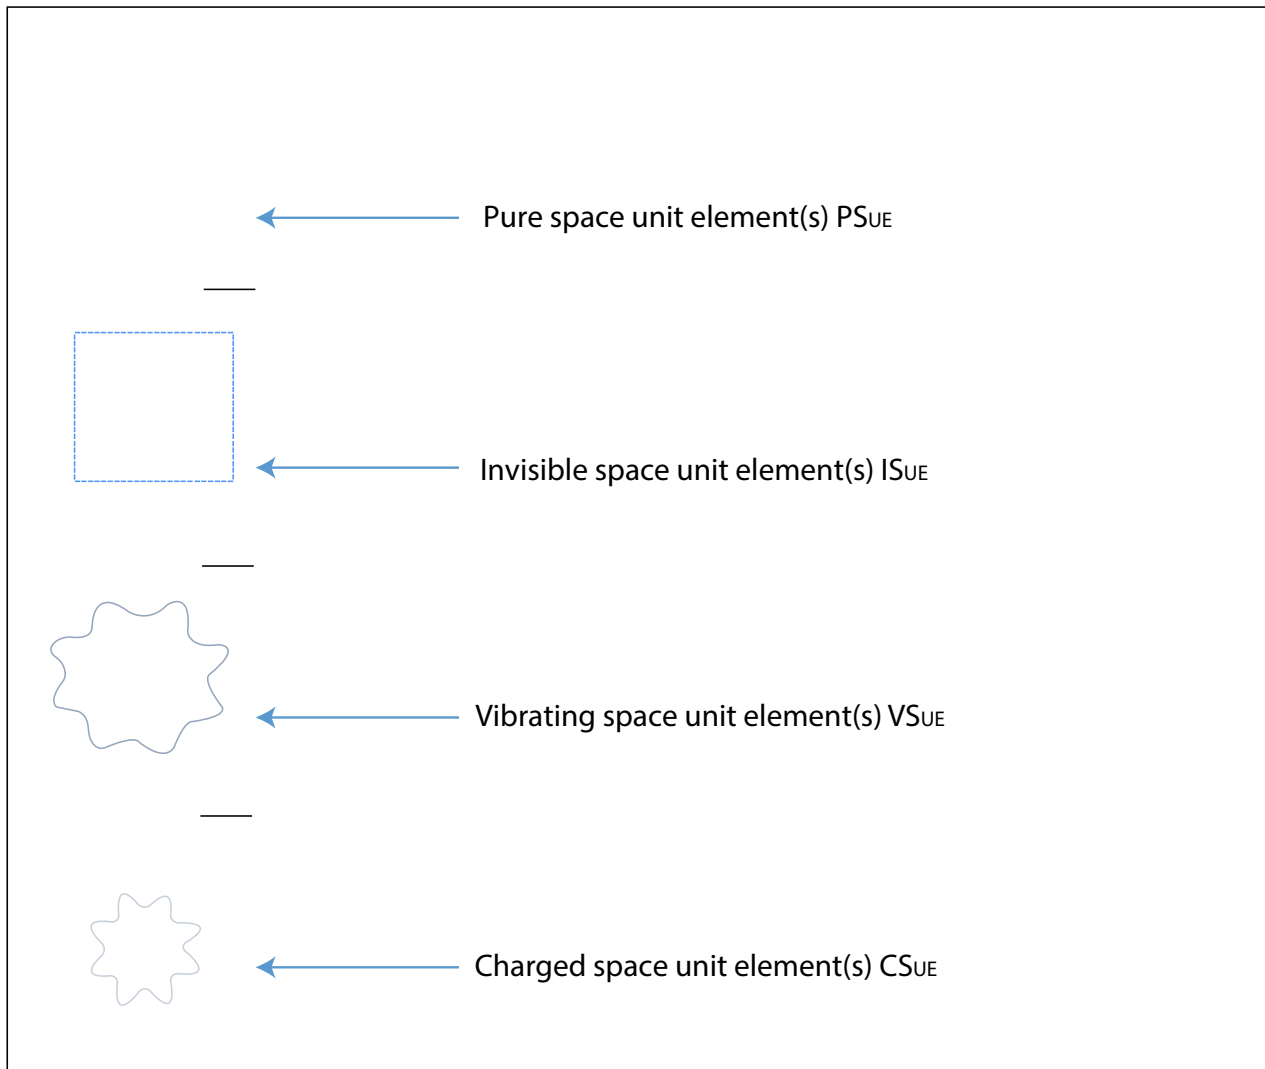 Pure space unit element(s) PSUE
Invisible space unit element(s) ISUE
Vibrating space unit element(s) VSUE
Charged space unit element(s) CSUE